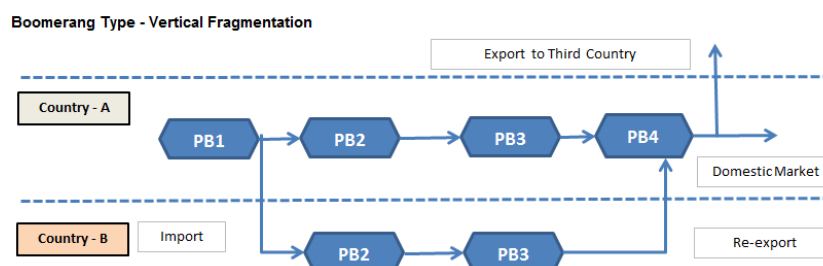 Boomerang Type - Vertical Fragmentation
Export to Third Country
Country - A
PB1
PB2
PB3
PB4
Domestic Market
Country - B
Import
PB2
PB3
Re-export